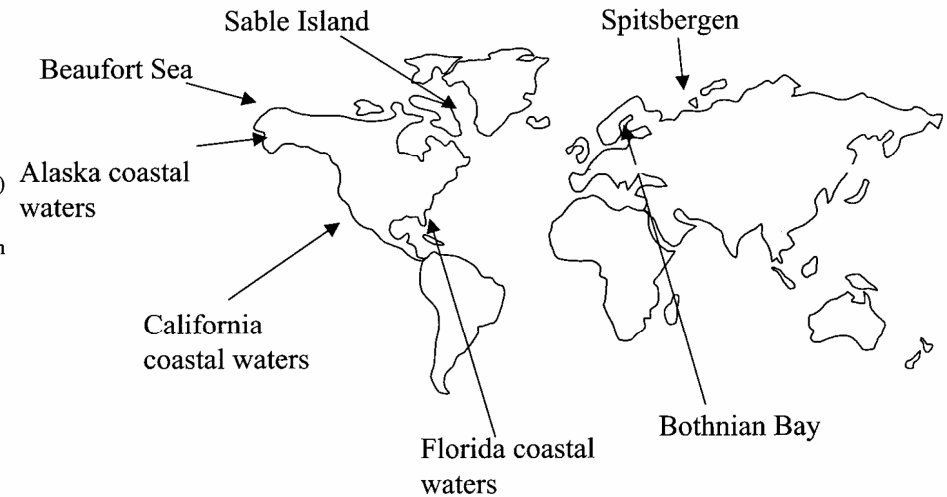 Sable Island
Spitsbergen
Beaufort Sea
)
Alaska coastal
waters
n
California
coastal waters
Florida coastal
waters
Bothnian Bay